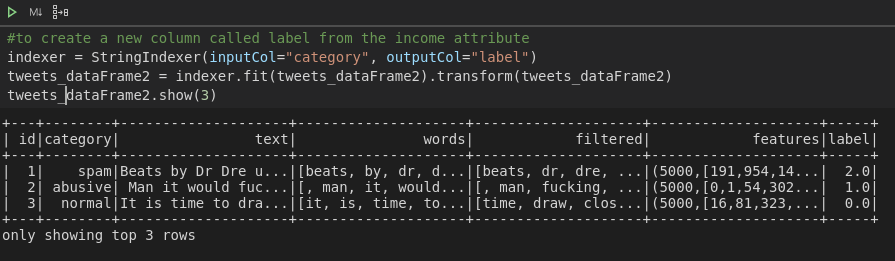 M↓
#to create a new column called label from the income attribute
indexer = StringIndexer(inputCol="category", outputCol="label")
tweets_dataFrame2 = indexer.fit(tweets_dataFrame2).transform(tweets_dataFrame2)
tweets_dataFrame2.show(3)
+---+--------+--------------------+--------------------+--------------------+--------------------+-----+
| id|category|                text|               words|            filtered|            features|label|
+---+--------+--------------------+--------------------+--------------------+--------------------+-----+
|  1|    spam|Beats by Dr Dre u...|[beats, by, dr, d...|[beats, dr, dre, ...|(5000,[191,954,14...|  2.0|
|  2| abusive| Man it would fuc...|[, man, it, would...|[, man, fucking, ...|(5000,[0,1,54,302...|  1.0|
|  3|  normal|It is time to dra...|[it, is, time, to...|[time, draw, clos...|(5000,[16,81,323,...|  0.0|
+---+--------+--------------------+--------------------+--------------------+--------------------+-----+
only showing top 3 rows